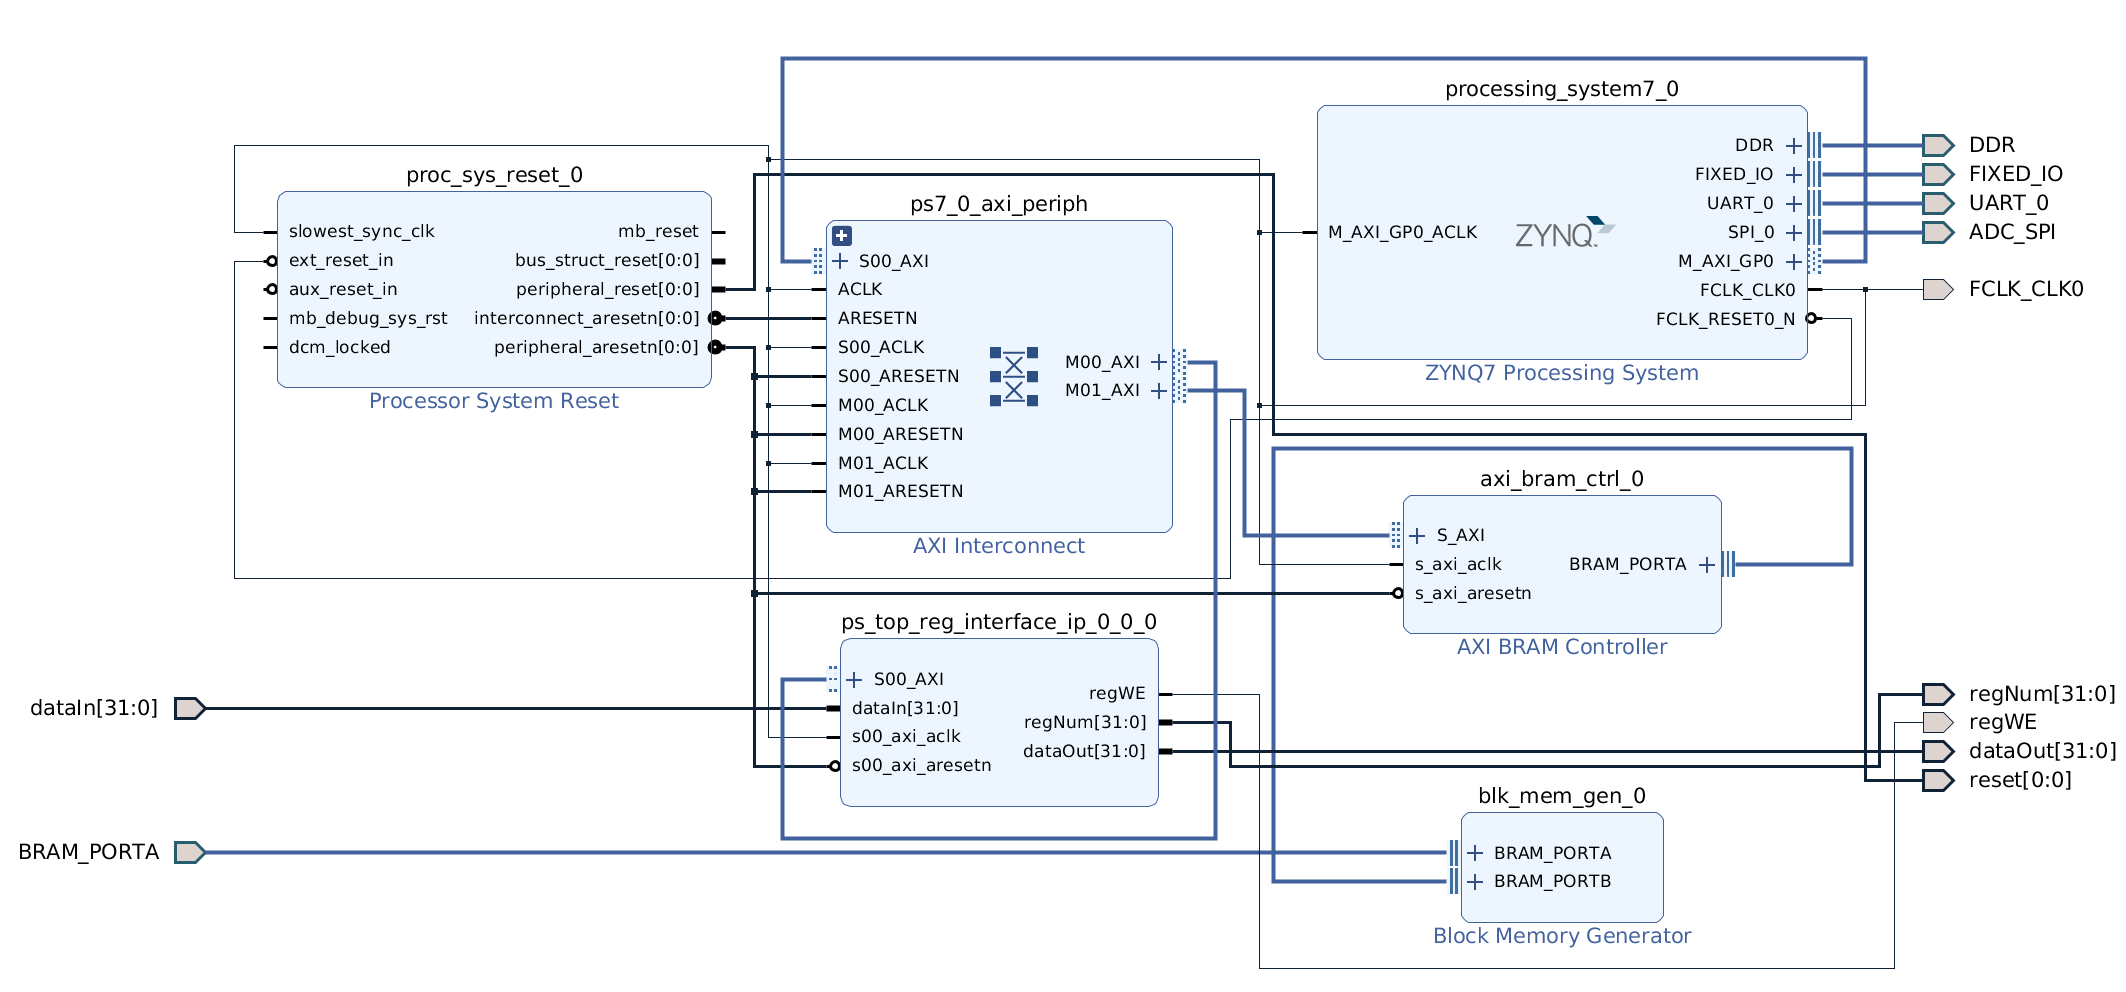 processing_system7_0
DDR
FIXED_IO
UART_0
SPI_0
M_AXI_GP0
FCLK_CLK0
FCLK_RESET0_N
M_AXI_GP0_ACLK
ZYNQ
ZYNQ7 Processing System
DDR
FIXED_IO
UART_0
ADC_SPI
FCLK_CLK0
proc_sys_reset_0
slowest_sync_clk
ext_reset_in
aux_reset_in
mb_debug_sys_rst
dcm_locked
mb_reset
bus_struct_reset[0:0]
peripheral_reset[0:0]
interconnect_aresetn[0:0]
peripheral_aresetn[0:0]
Processor System Reset
ps7_0_axi_periph
S00_AXI
ACLK
ARESETN
S00_ACLK
S00_ARESETN
M00_ACLK
M00_ARESETN
M01_ACLK
M01_ARESETN
M00_AXI
M01_AXI
AXI Interconnect
axi_bram_ctrl_0
S_AXI
s_axi_aclk
s_axi_aresetn
BRAM_PORTA
AXI BRAM Controller
ps_top_reg_interface_ip_0_0_0
S00_AXI
dataIn[31:0]
s00_axi_aclk
s00_axi_aresetn
regWE
regNum[31:0]
dataOut[31:0]
dataIn[31:0]
BRAM_PORTA
regNum[31:0]
regWE
dataOut[31:0]
reset[0:0]
blk_mem_gen_0
BRAM_PORTA
BRAM_PORTB
Block Memory Generator